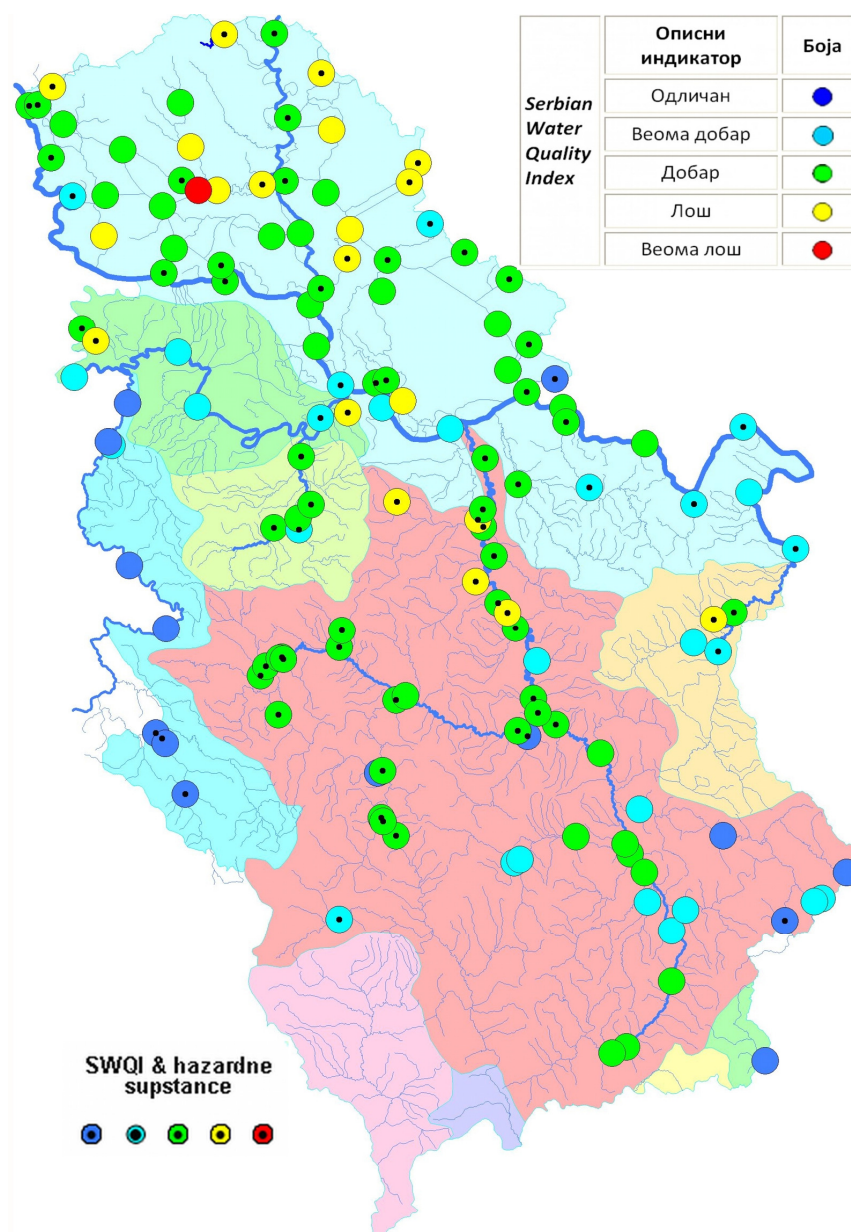 Serbian
Water
Quality
Index
Описни
индикатор
Боја
Одличан
Веома добар
Добар
Лош
Веома лош
SWQI & hazardne
supstance